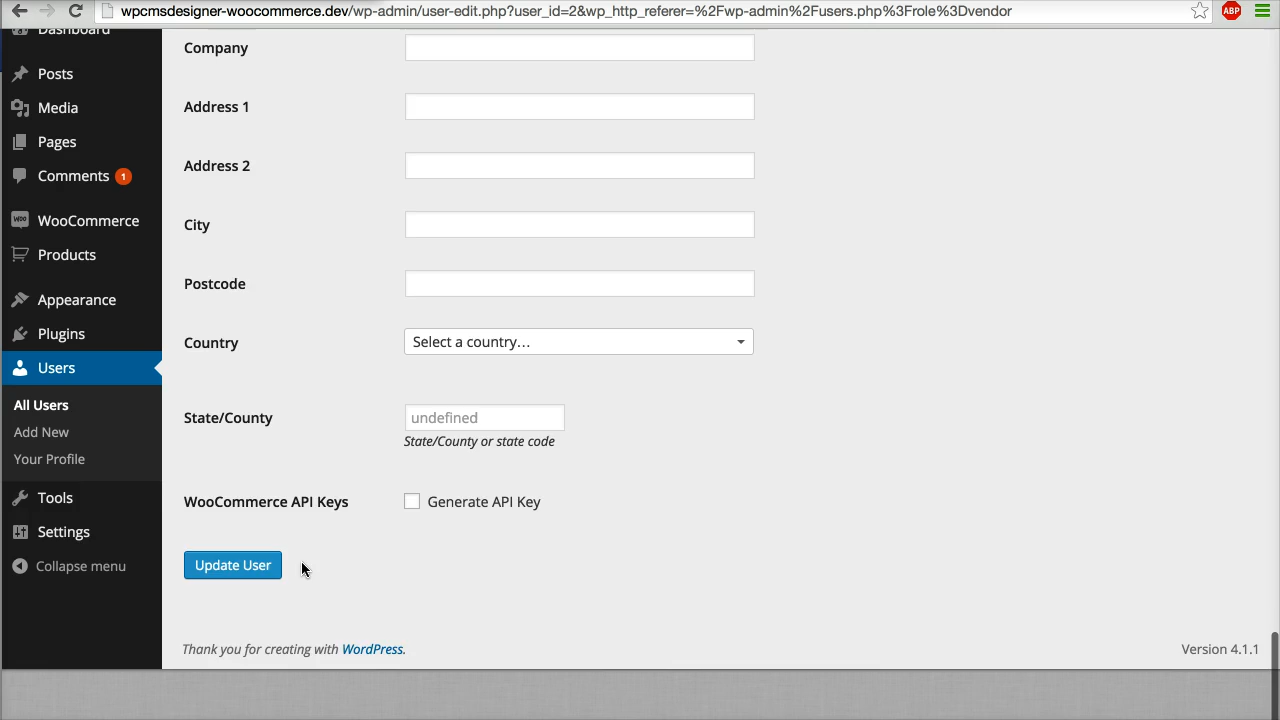 wpcmsdesigner-woocommerce.dev/wp-admin/user-edit.php?user_id=2&wp_http_referer=%2Fwp-admin%2Fusers.php%3Frole%3Dvendor
ABP
Dashboard
Posts
Media
Pages
Comments 1
WOO WooCommerce
Products
Appearance
Plugins
Users
All Users
Add New
Your Profile
Tools
Settings
Collapse menu
Company
Address 1
Address 2
City
Postcode
Country Select a country...
State/County undefined
State/County or state code
WooCommerce API Keys Generate API Key
Update User
Thank you for creating with WordPress.
Version 4.1.1